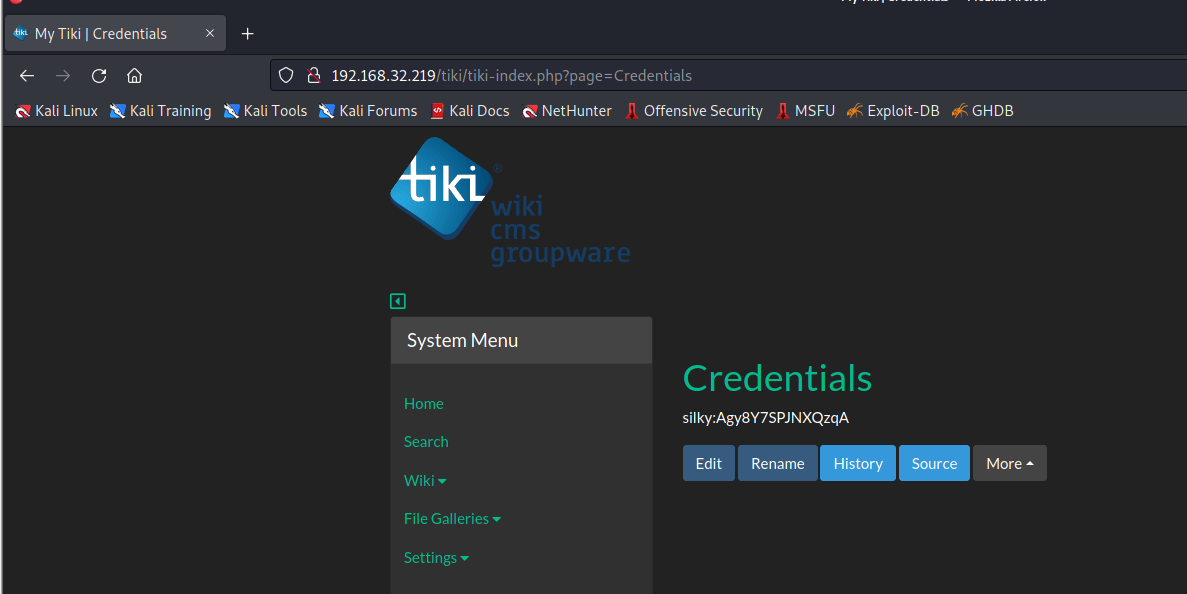 My Tiki | Credentials
192.168.32.219/tiki/tiki-index.php?page=Credentials
Kali Linux Kali Training Kali Tools Kali Forums Kali Docs NetHunter Offensive Security MSFU Exploit-DB GHDB
tiki®
wiki
cms
groupware
System Menu
Home
Search
Wiki
File Galleries
Settings
Credentials
silky:Agy8Y7SPJNXQzqA
Edit Rename History Source More